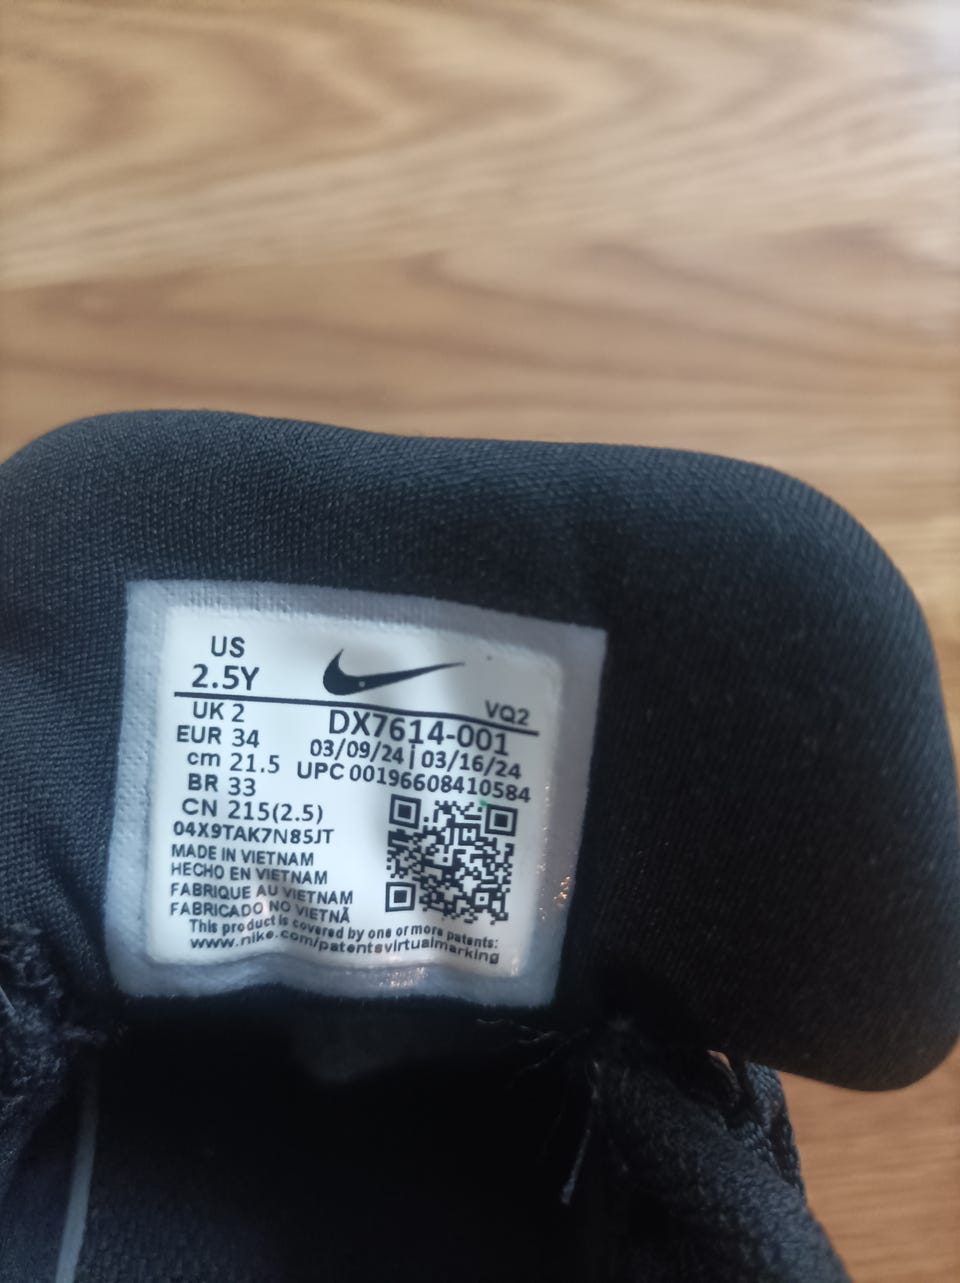 US
2.5Y
VQ2
UK 2
EUR 34
cm 21.5
BR 33
CN 215(2.5)
DX7614-001
03/09/24 | 03/16/24
UPC 001966608410584
04X9TAK7N85JT
MADE IN VIETNAM
HECHO EN VIETNAM
FABRIQUE AU VIETNAM
FABRICADO NO VIETNÃ
This product is covered by one or more patents:
www.nike.com/patentsvirtualmarking